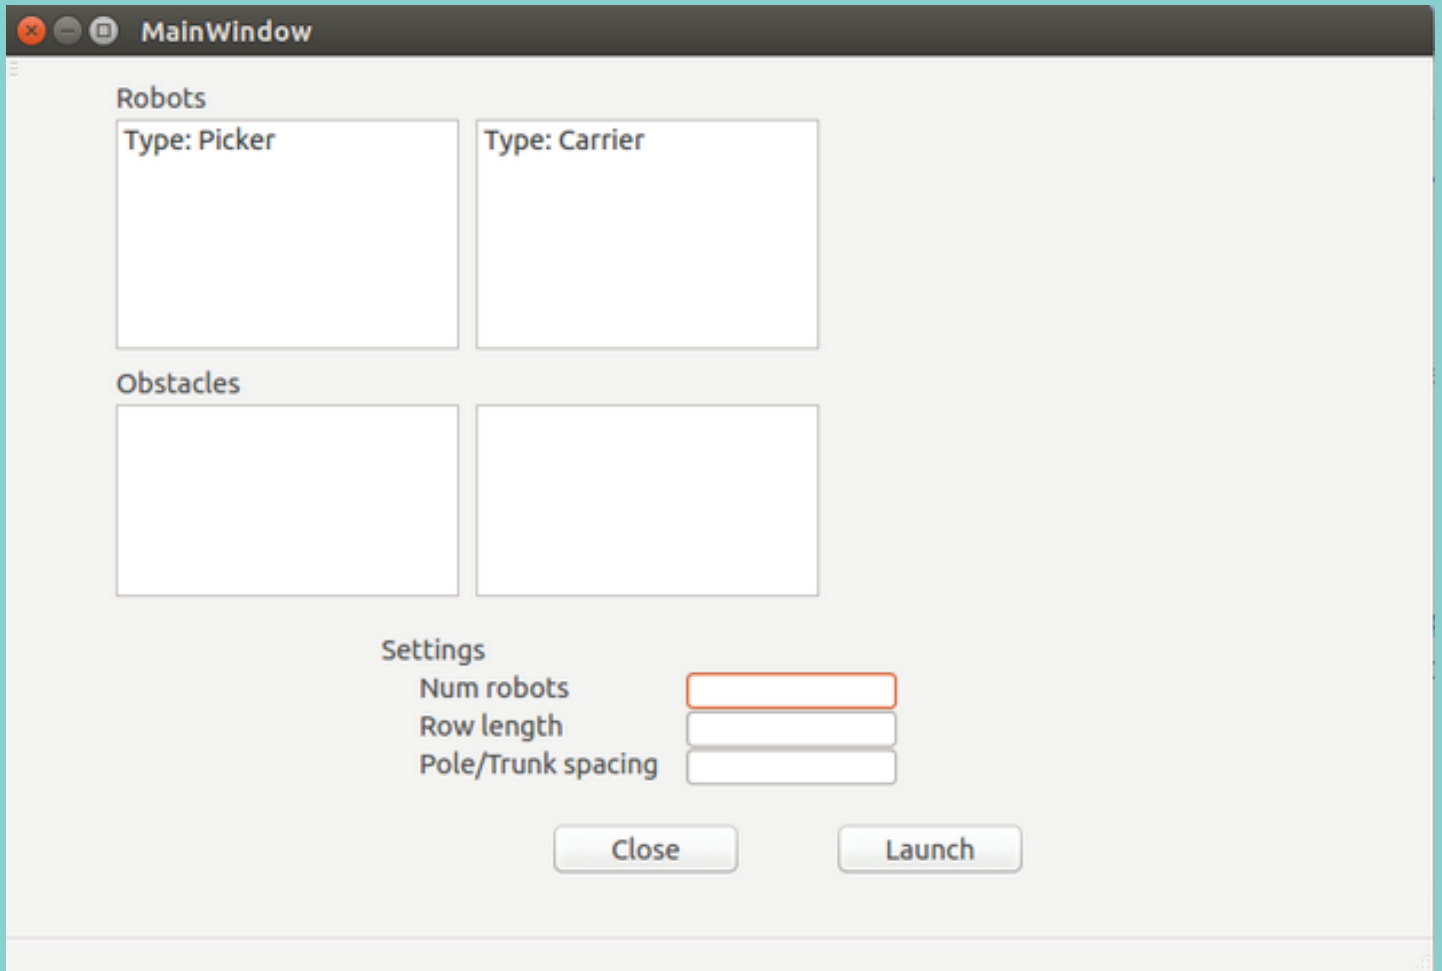 MainWindow
Robots
Type: Picker
Type: Carrier
Obstacles
Settings
Num robots
Row length
Pole/Trunk spacing
Close
Launch